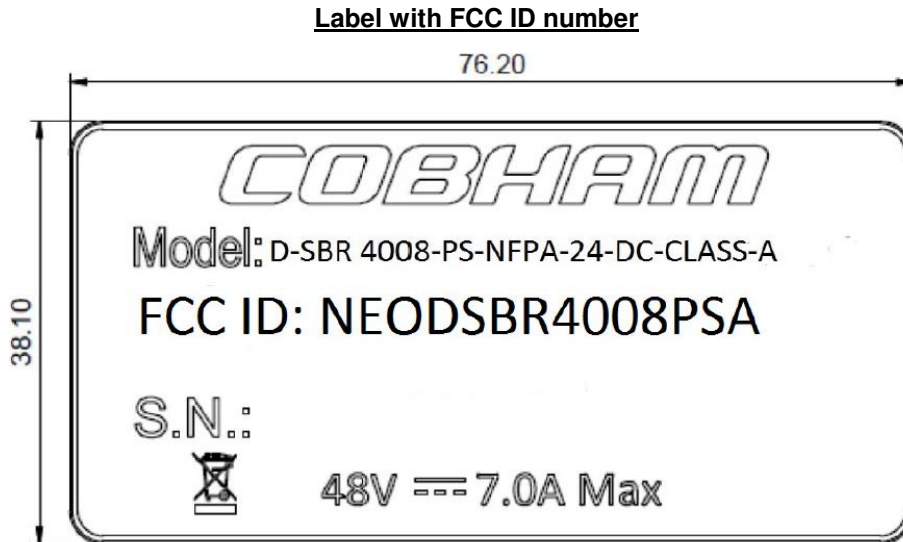 Label with FCC ID number
76.20
38.10
COBHAM
Model: D-SBR 4008-PS-NFPA-24-DC-CLASS-A
FCC ID: NEODSBR4008PSA
S.N.:
48V ⎓ 7.0A Max